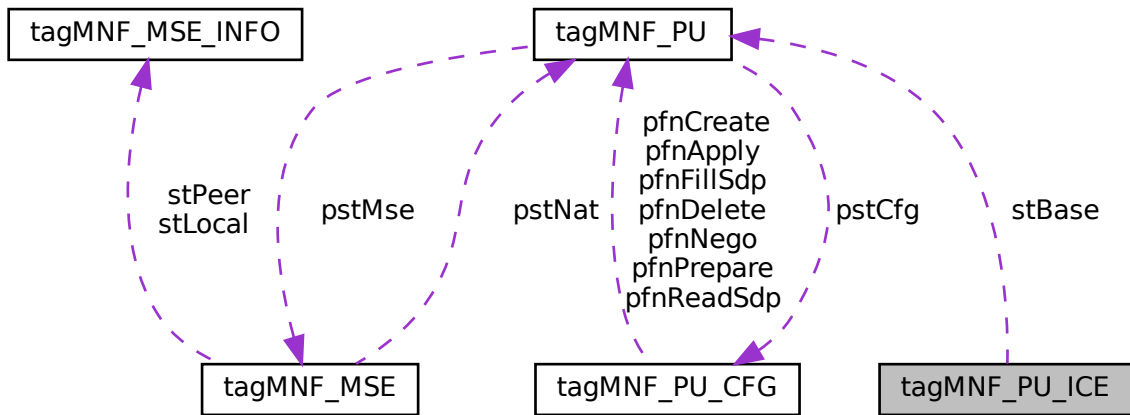 tagMNF_MSE_INFO
tagMNF_PU
stPeer
stLocal
pstMse
pstNat
pfnCreate
pfnApply
pfnFillSdp
pfnDelete
pfnNego
pfnPrepare
pfnReadSdp
pstCfg
stBase
tagMNF_MSE
tagMNF_PU_CFG
tagMNF_PU_ICE